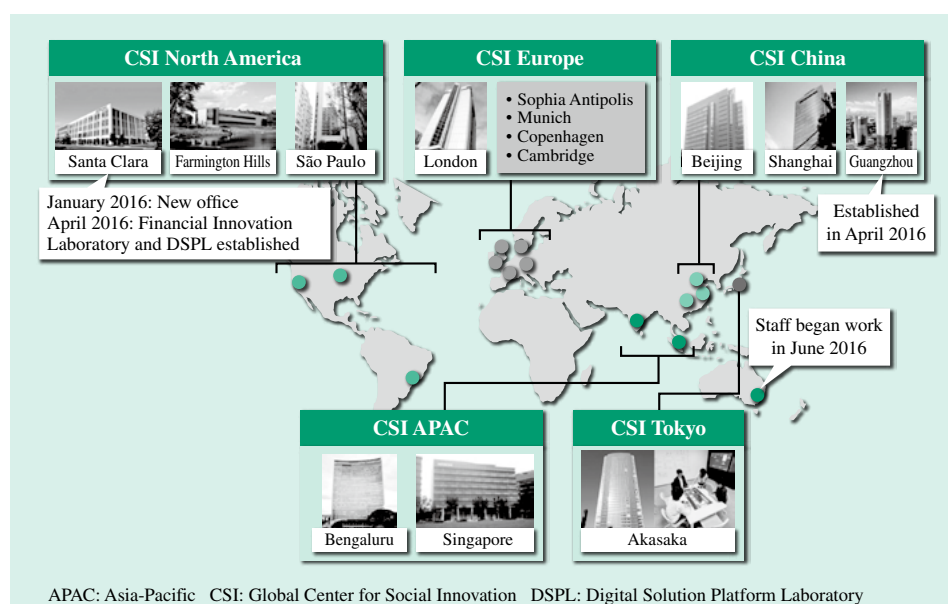 CSI North America
Santa Clara
Farmington Hills
São Paulo
January 2016: New office
April 2016: Financial Innovation
Laboratory and DSPL established
CSI Europe
London
• Sophia Antipolis
• Munich
• Copenhagen
• Cambridge
CSI China
Beijing
Shanghai
Guangzhou
Established
in April 2016
Staff began work
in June 2016
CSI APAC
Bengaluru
Singapore
CSI Tokyo
Akasaka
APAC: Asia-Pacific CSI: Global Center for Social Innovation DSPL: Digital Solution Platform Laboratory